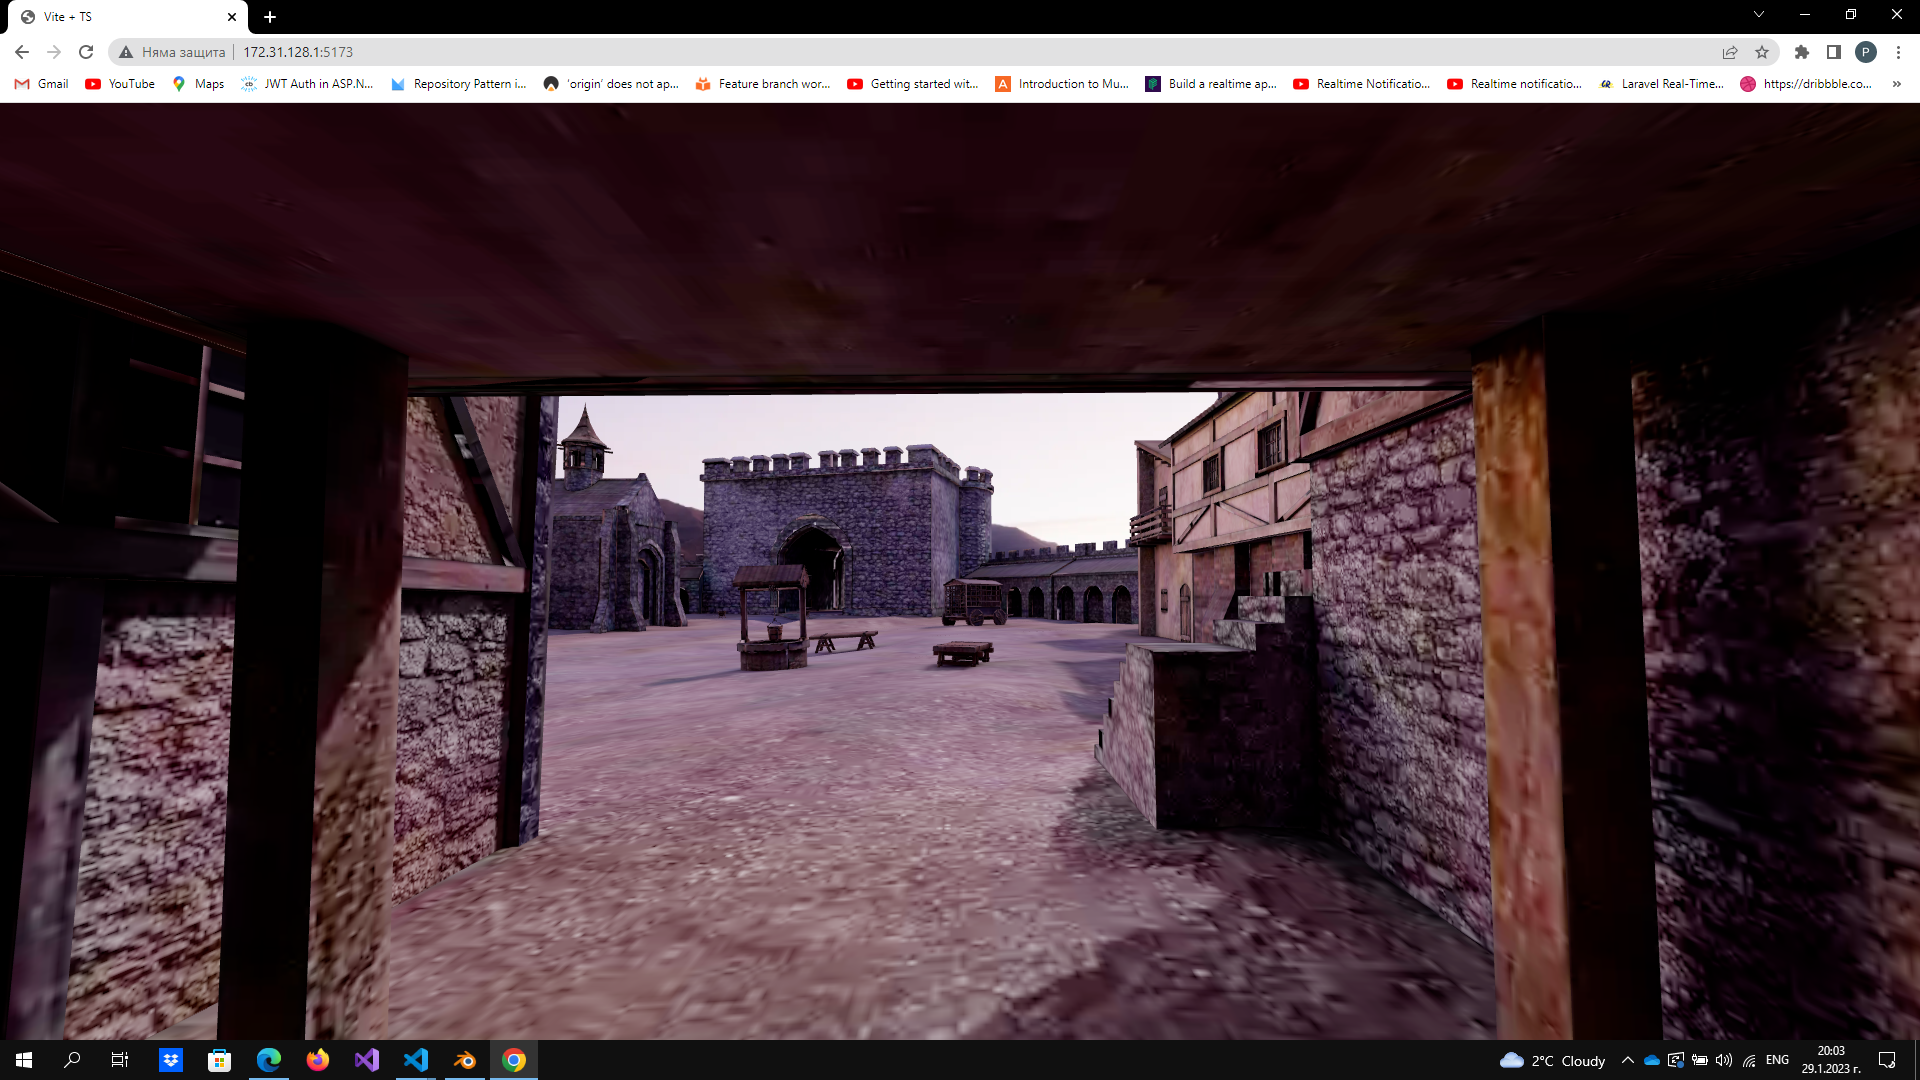 Vite + TS
Няма защита 172.31.128.1:5173
Gmail YouTube Maps JWT Auth in ASP.N... Repository Pattern i... 'origin' does not ap... Feature branch wor... Getting started wit... Introduction to Mu... Build a realtime ap... Realtime Notificatio... Realtime notificatio... Laravel Real-Time... https://dribbble.co... »
P
2°C Cloudy ENG 20:03
29.1.2023 г.